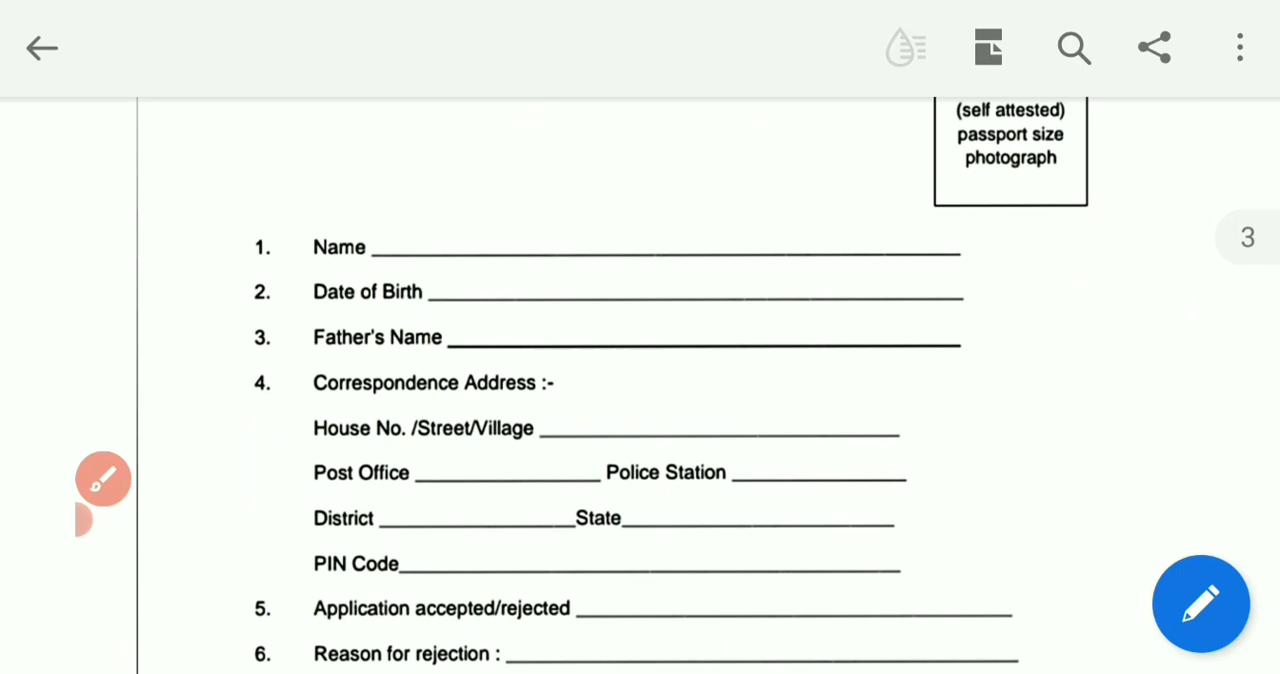 (self attested)
passport size
photograph
3
1. Name
2. Date of Birth
3. Father's Name
4. Correspondence Address :-
House No. /Street/Village
Post Office Police Station
District State
PIN Code
5. Application accepted/rejected
6. Reason for rejection :